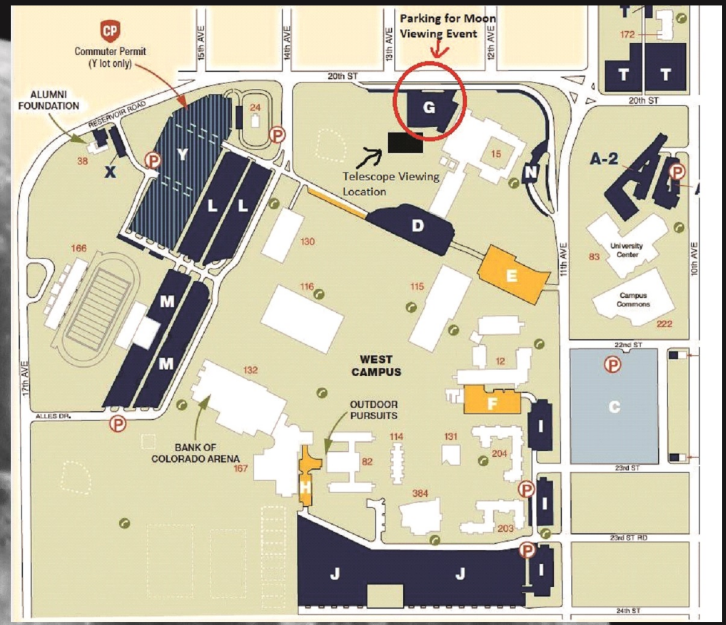 Parking for Moon
Viewing Event
CP
Commuter Permit
(Y lot only)
15th AVE
14th AVE
13th AVE
12th AVE
T
172
T
T
20th ST
20th ST
ALUMNI
FOUNDATION
RESERVOIR ROAD
24
G
P
38
X
P
Y
15
N
A-2
P
Telescope Viewing
Location
L
L
D
130
E
11th AVE
10th AVE
University
Center
83
166
116
115
Campus
Commons
222
M
M
22nd ST
P
12
132
WEST
CAMPUS
17th AVE
F
C
OUTDOOR
PURSUITS
ALLES DR.
P
I
BANK OF
COLORADO ARENA
114
131
204
167
82
23rd ST
H
384
P
I
203
23rd ST RD
P
J
J
I
24th ST